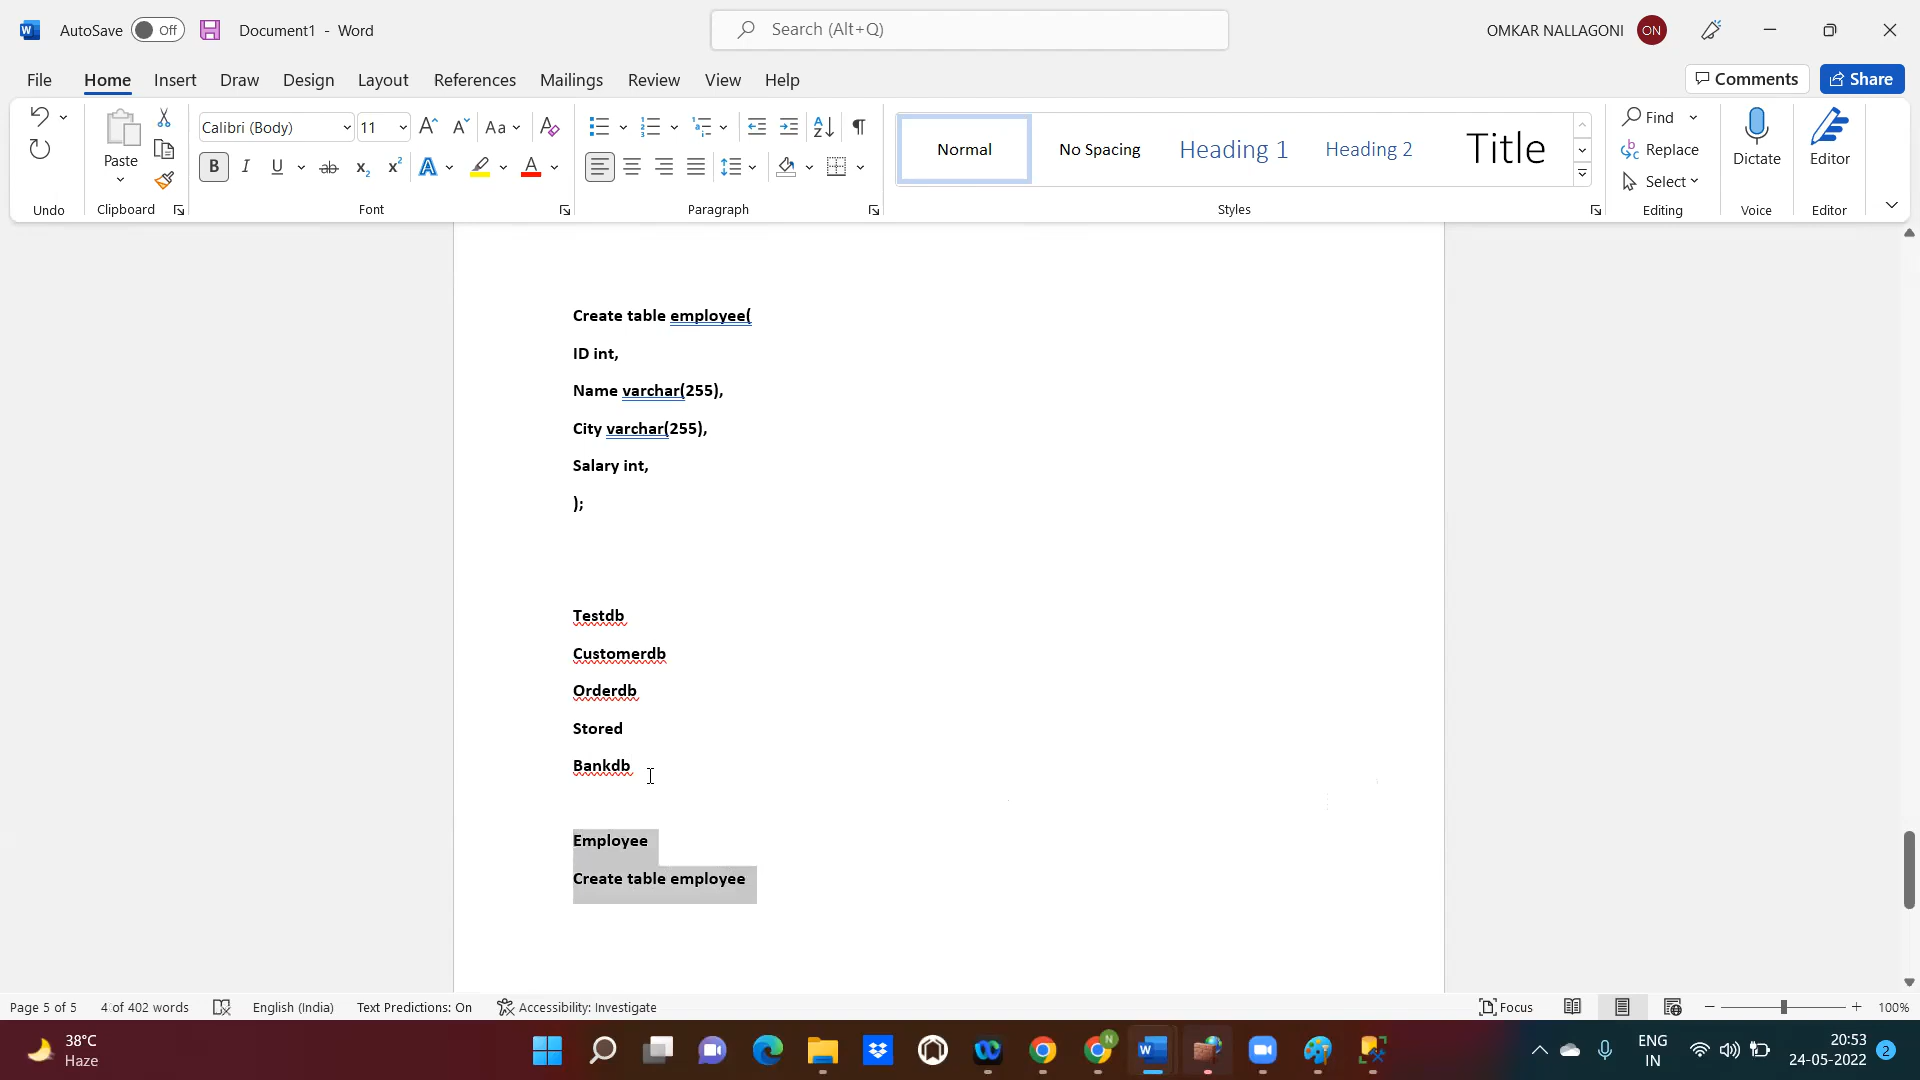 AutoSave Off Document1 - Word Search (Alt+Q) OMKAR NALLAGONI ON
File Home Insert Draw Design Layout References Mailings Review View Help Comments Share
Paste Calibri (Body) 11 Aa Normal No Spacing Heading 1 Heading 2 Title Find Replace Select Dictate Editor
Undo Clipboard Font Paragraph Styles Editing Voice Editor
Create table employee(
ID int,
Name varchar(255),
City varchar(255),
Salary int,
);
Testdb
Customerdb
Orderdb
Stored
Bankdb
Employee
Create table employee
Page 5 of 5 4 of 402 words English (India) Text Predictions: On Accessibility: Investigate Focus 100%
38°C
Haze
ENG
IN
20:53
24-05-2022 2